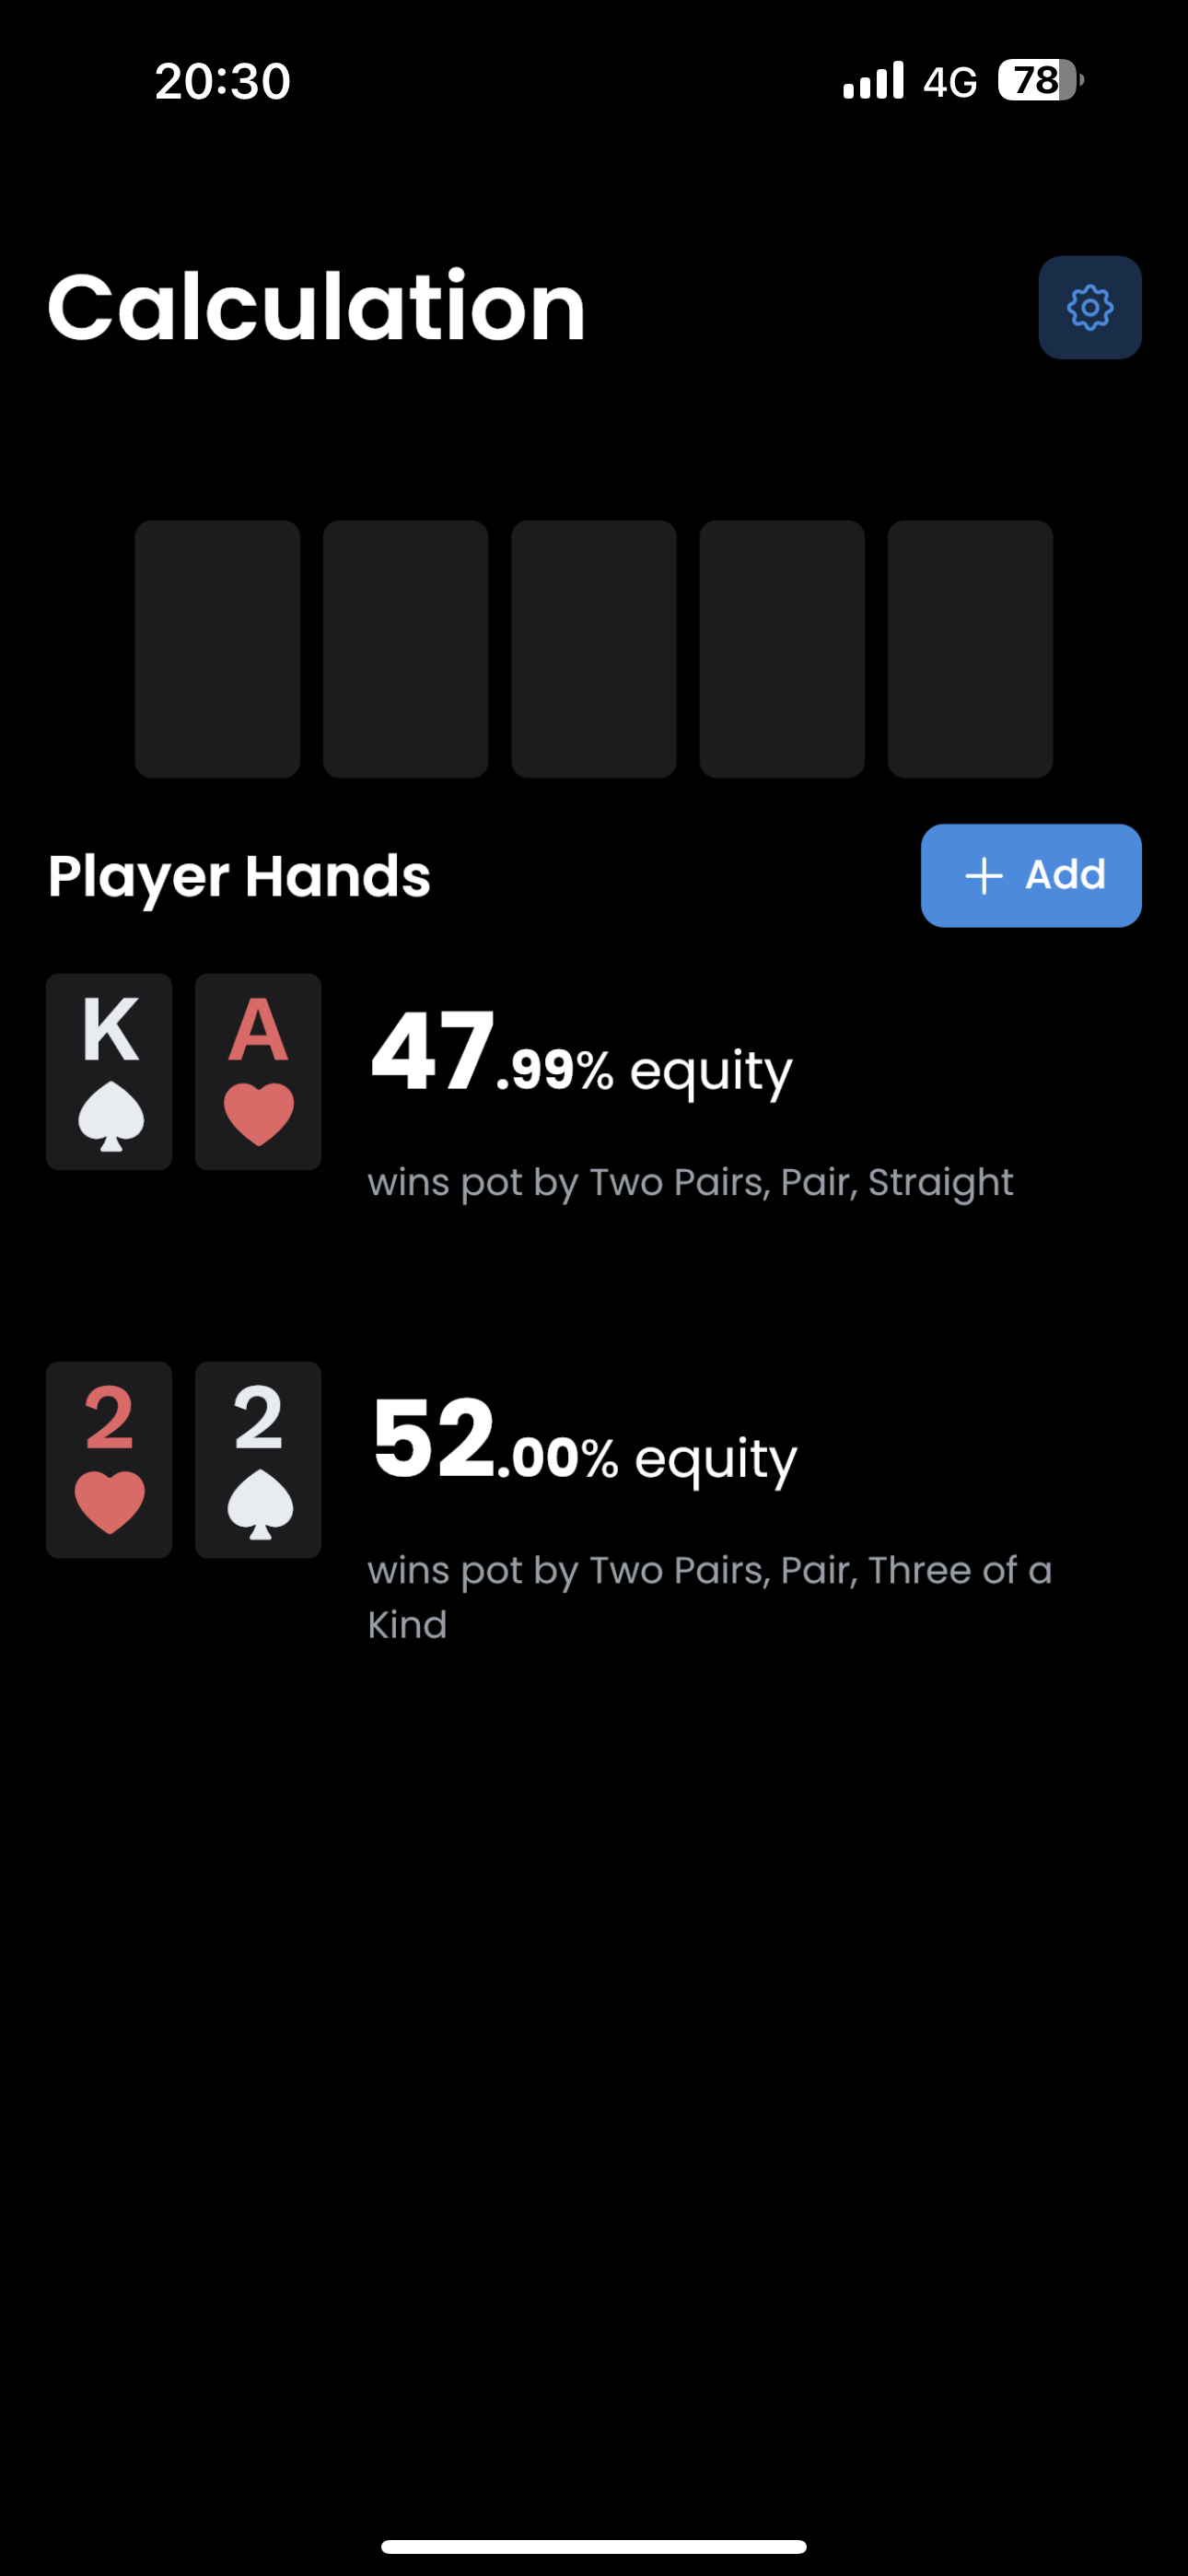 20:30 4G 78
Calculation
Player Hands + Add
K A
47.99% equity
wins pot by Two Pairs, Pair, Straight
2 2
52.00% equity
wins pot by Two Pairs, Pair, Three of a
Kind